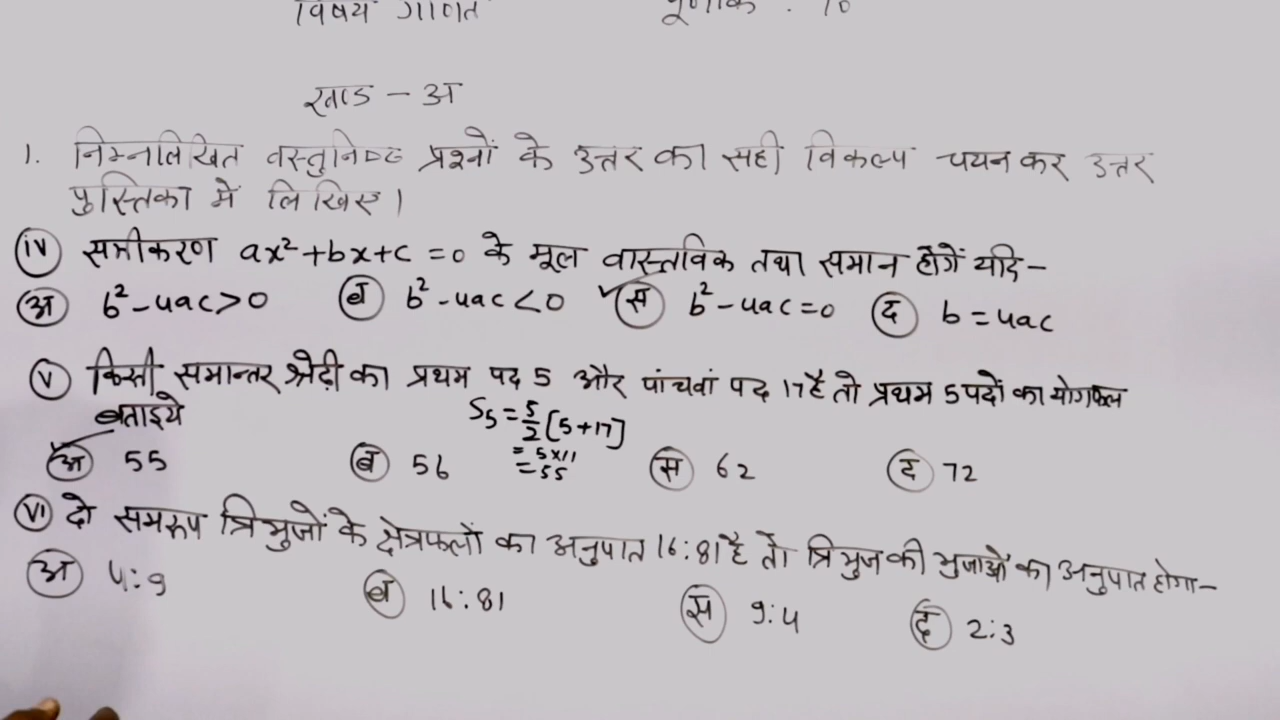 विषय गणित पूर्णांक : 70
खण्ड - अ
1. निम्नलिखित वस्तुनिष्ठ प्रश्नों के उत्तर का सही विकल्प चयन कर उत्तर
पुस्तिका में लिखिए।
(iv) समीकरण ax²+bx+c=0 के मूल वास्तविक तथा समान होंगें यदि-
(अ) b²-4ac>0 (ब) b²-4ac<0 (स) b²-4ac=0 (द) b=4ac
(v) किसी समान्तर श्रेढ़ी का प्रथम पद 5 और पांचवां पद 17 है तो प्रथम 5 पदों का योगफल
बताइये S₅=5/2[5+17]
=5×11
=55
(अ) 55 (ब) 56 (स) 62 (द) 72
(vi) दो समरूप त्रिभुजों के क्षेत्रफलों का अनुपात 16:81 है तो त्रिभुज की भुजाओं का अनुपात होगा-
(अ) 4:9 (ब) 16:81 (स) 9:4 (द) 2:3